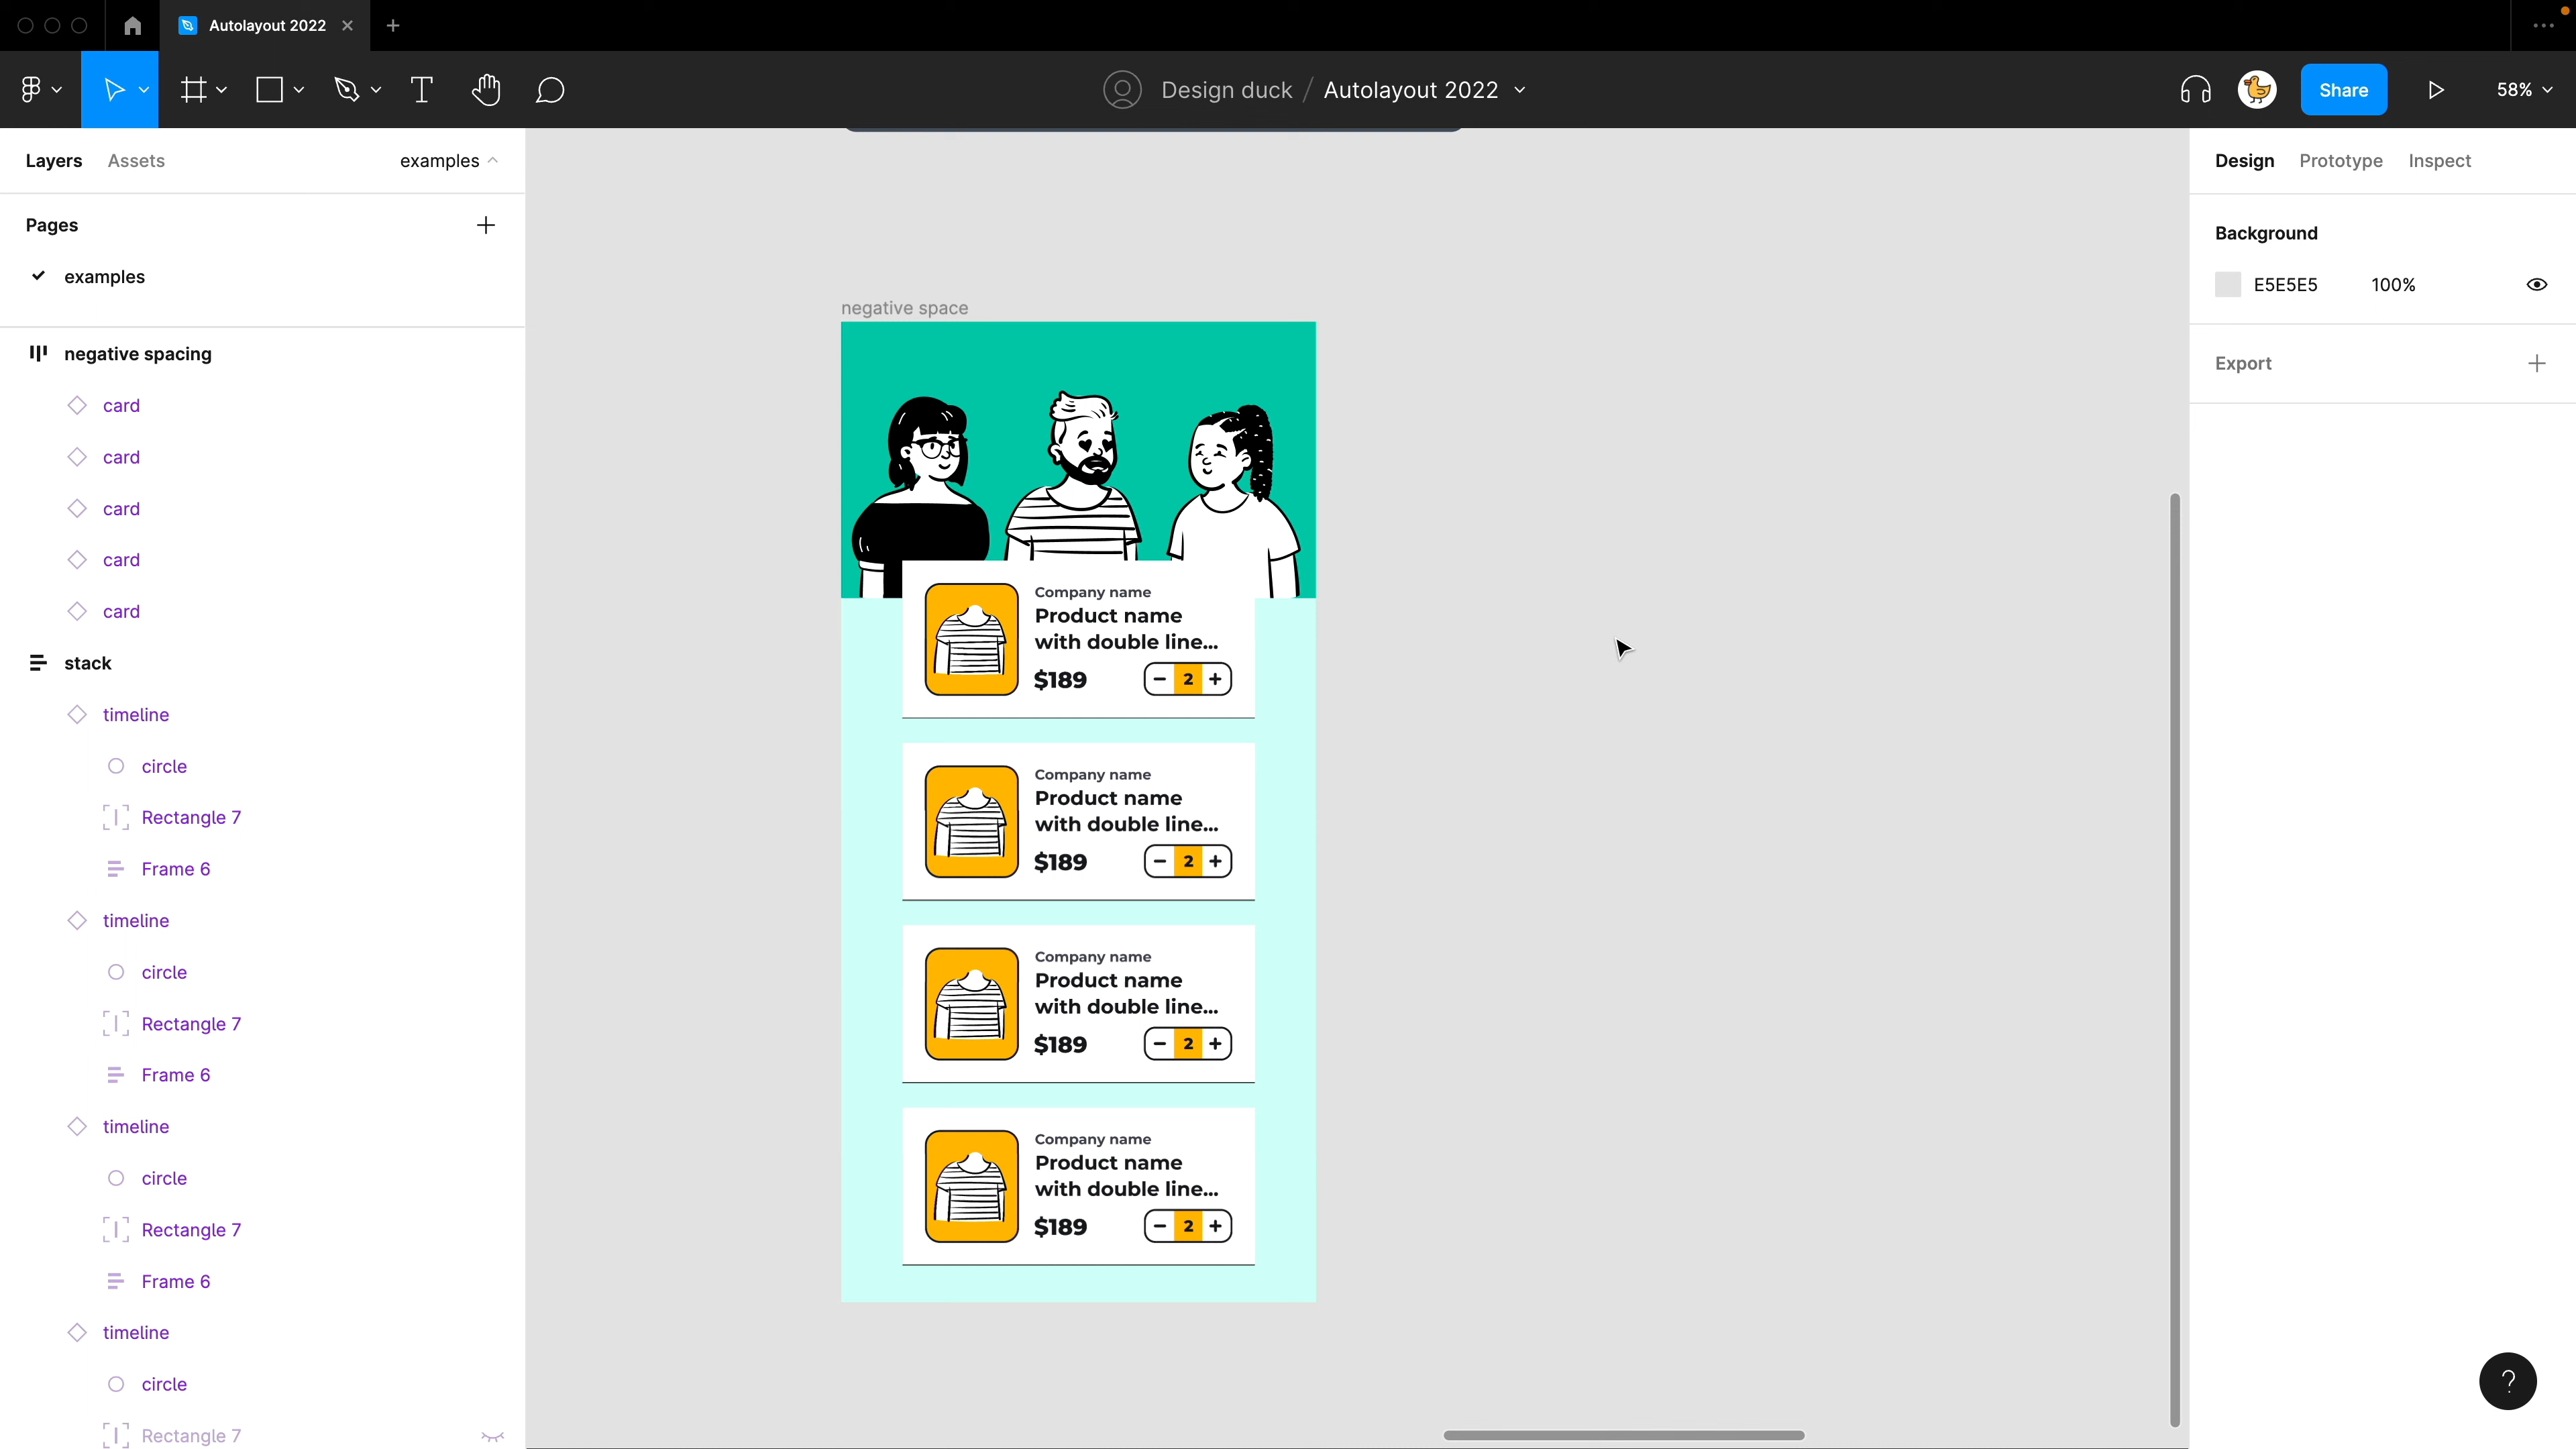 Autolayout 2022
Design duck / Autolayout 2022
Share
58%
Layers
Assets
examples
Pages
examples
negative spacing
card
card
card
card
card
stack
timeline
circle
Rectangle 7
Frame 6
timeline
circle
Rectangle 7
Frame 6
timeline
circle
Rectangle 7
Frame 6
timeline
circle
Rectangle 7
negative space
Company name
Product name
with double line...
$189
− 2 +
Company name
Product name
with double line...
$189
− 2 +
Company name
Product name
with double line...
$189
− 2 +
Company name
Product name
with double line...
$189
− 2 +
Design
Prototype
Inspect
Background
E5E5E5
100%
Export
?